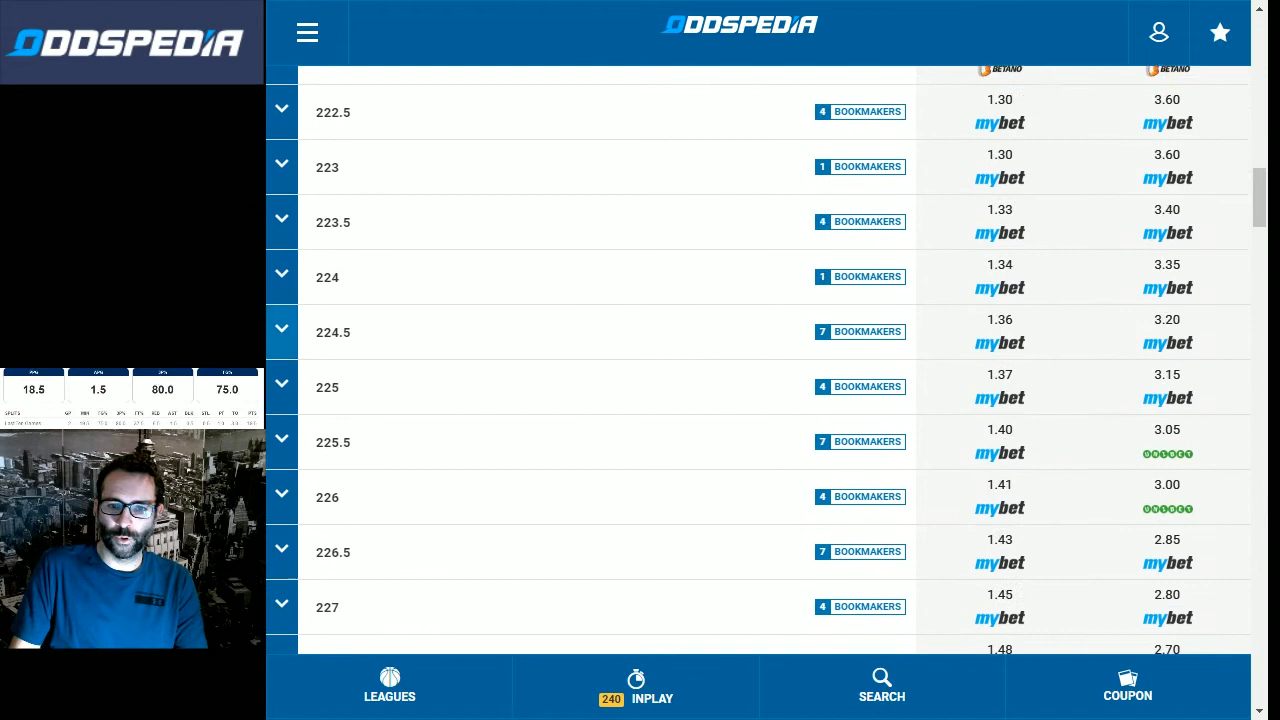 ODDSPEDIA
ODDSPEDIA
BETANO BETANO
222.5 4 BOOKMAKERS 1.30 3.60
mybet mybet
223 1 BOOKMAKERS 1.30 3.60
mybet mybet
223.5 4 BOOKMAKERS 1.33 3.40
mybet mybet
224 1 BOOKMAKERS 1.34 3.35
mybet mybet
224.5 7 BOOKMAKERS 1.36 3.20
mybet mybet
225 4 BOOKMAKERS 1.37 3.15
mybet mybet
225.5 7 BOOKMAKERS 1.40 3.05
mybet UNIBET
226 4 BOOKMAKERS 1.41 3.00
mybet UNIBET
226.5 7 BOOKMAKERS 1.43 2.85
mybet mybet
227 4 BOOKMAKERS 1.45 2.80
mybet mybet
1.48 2.70
18.5 1.5 80.0 75.0
SPLITS GP MIN
Last Ten Games
LEAGUES 240 INPLAY SEARCH COUPON